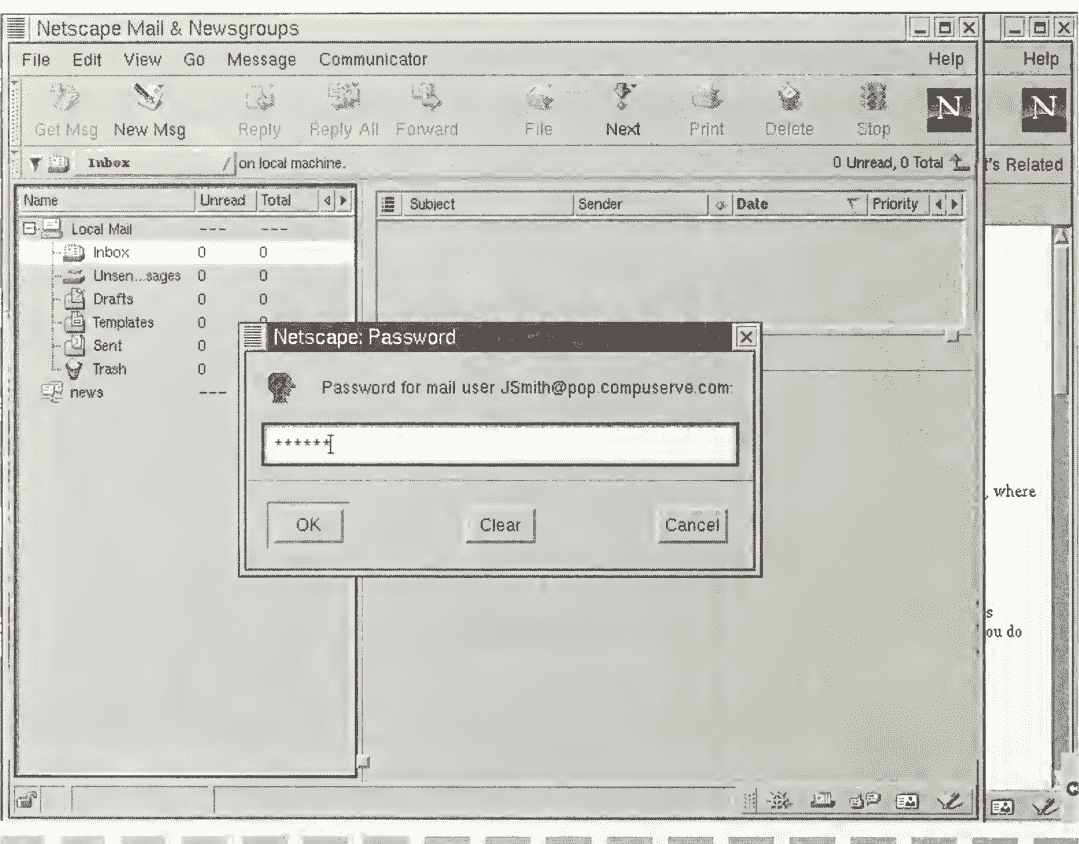 Netscape Mail & Newsgroups
File Edit View Go Message Communicator Help
Help
Get Msg New Msg Reply Reply All Forward File Next Print Delete Stop N
N
Inbox on local machine. 0 Unread, 0 Total
t's Related
Name Unread Total
Subject Sender Date Priority
Local Mail --- ---
Inbox 0 0
Unsen...sages 0 0
Drafts 0 0
Templates 0 0
Sent 0
Trash 0
news ---
Netscape: Password
Password for mail user JSmith@pop.compuserve.com:
******
OK Clear Cancel
, where
s
ou do